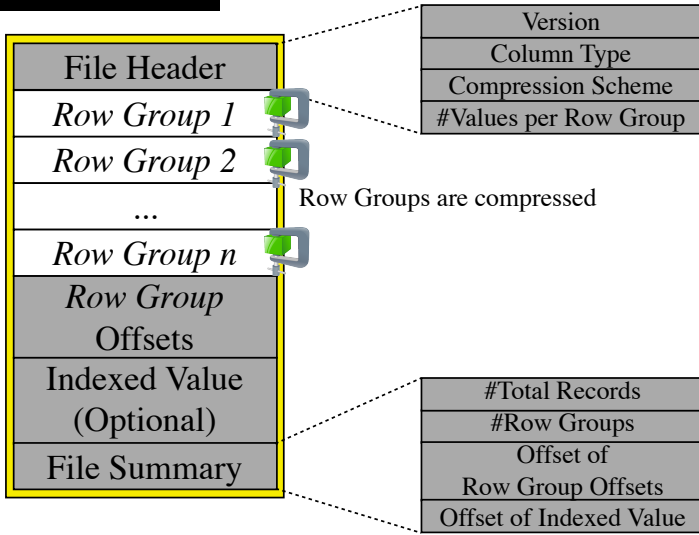 File Header
Row Group 1
Row Group 2
...
Row Group n
Row Group
Offsets
Indexed Value
(Optional)
File Summary
Version
Column Type
Compression Scheme
#Values per Row Group
Row Groups are compressed
#Total Records
#Row Groups
Offset of
Row Group Offsets
Offset of Indexed Value